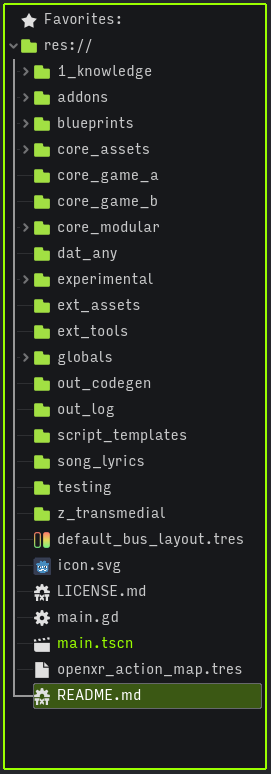 Favorites:
res://
1_knowledge
addons
blueprints
core_assets
core_game_a
core_game_b
core_modular
dat_any
experimental
ext_assets
ext_tools
globals
out_codegen
out_log
script_templates
song_lyrics
testing
z_transmedial
default_bus_layout.tres
icon.svg
LICENSE.md
main.gd
main.tscn
openxr_action_map.tres
README.md